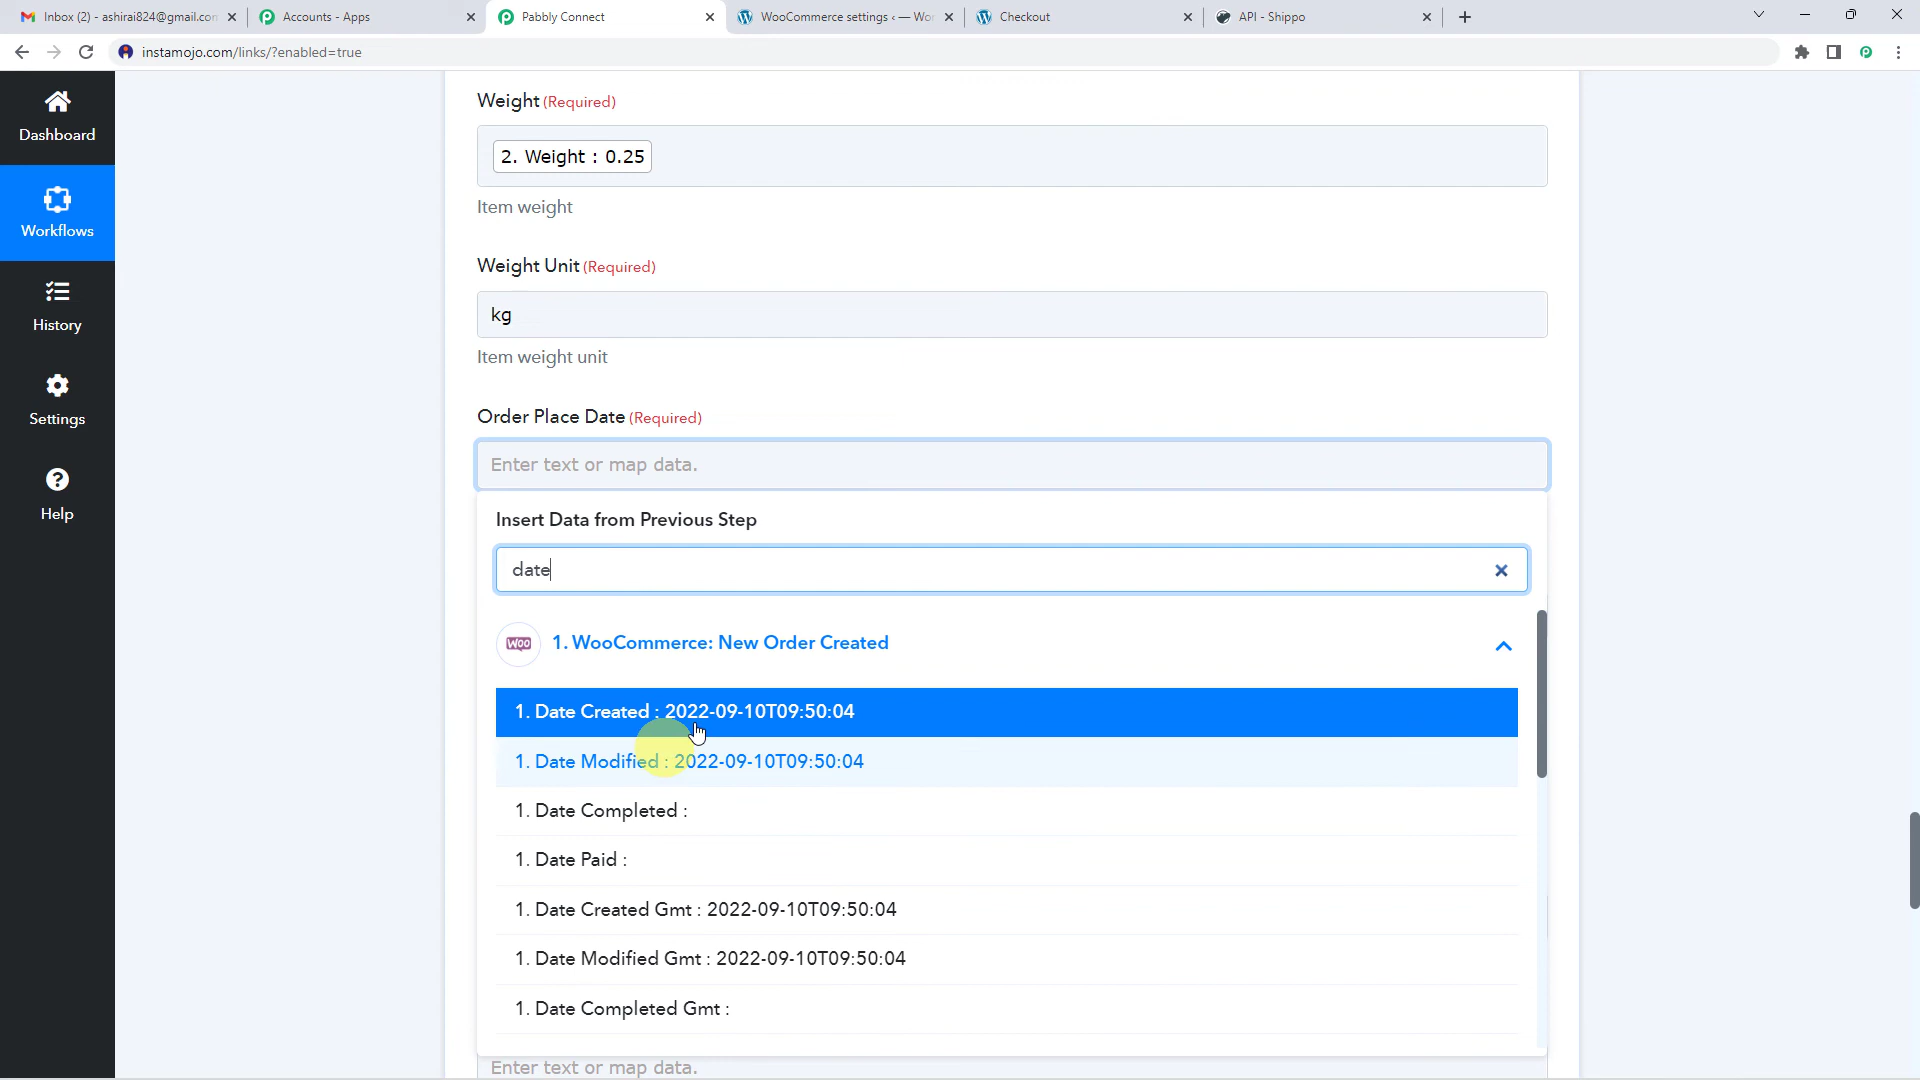 Inbox (2) - ashirai824@gmail.con
Accounts - Apps
Pabbly Connect
WooCommerce settings ‹ — Wor
Checkout
API - Shippo
instamojo.com/links/?enabled=true
Dashboard
Workflows
History
Settings
Help
Weight (Required)
2. Weight : 0.25
Item weight
Weight Unit (Required)
kg
Item weight unit
Order Place Date (Required)
Enter text or map data.
Insert Data from Previous Step
date
WOO
1. WooCommerce: New Order Created
1. Date Created : 2022-09-10T09:50:04
1. Date Modified : 2022-09-10T09:50:04
1. Date Completed :
1. Date Paid :
1. Date Created Gmt : 2022-09-10T09:50:04
1. Date Modified Gmt : 2022-09-10T09:50:04
1. Date Completed Gmt :
Enter text or map data.